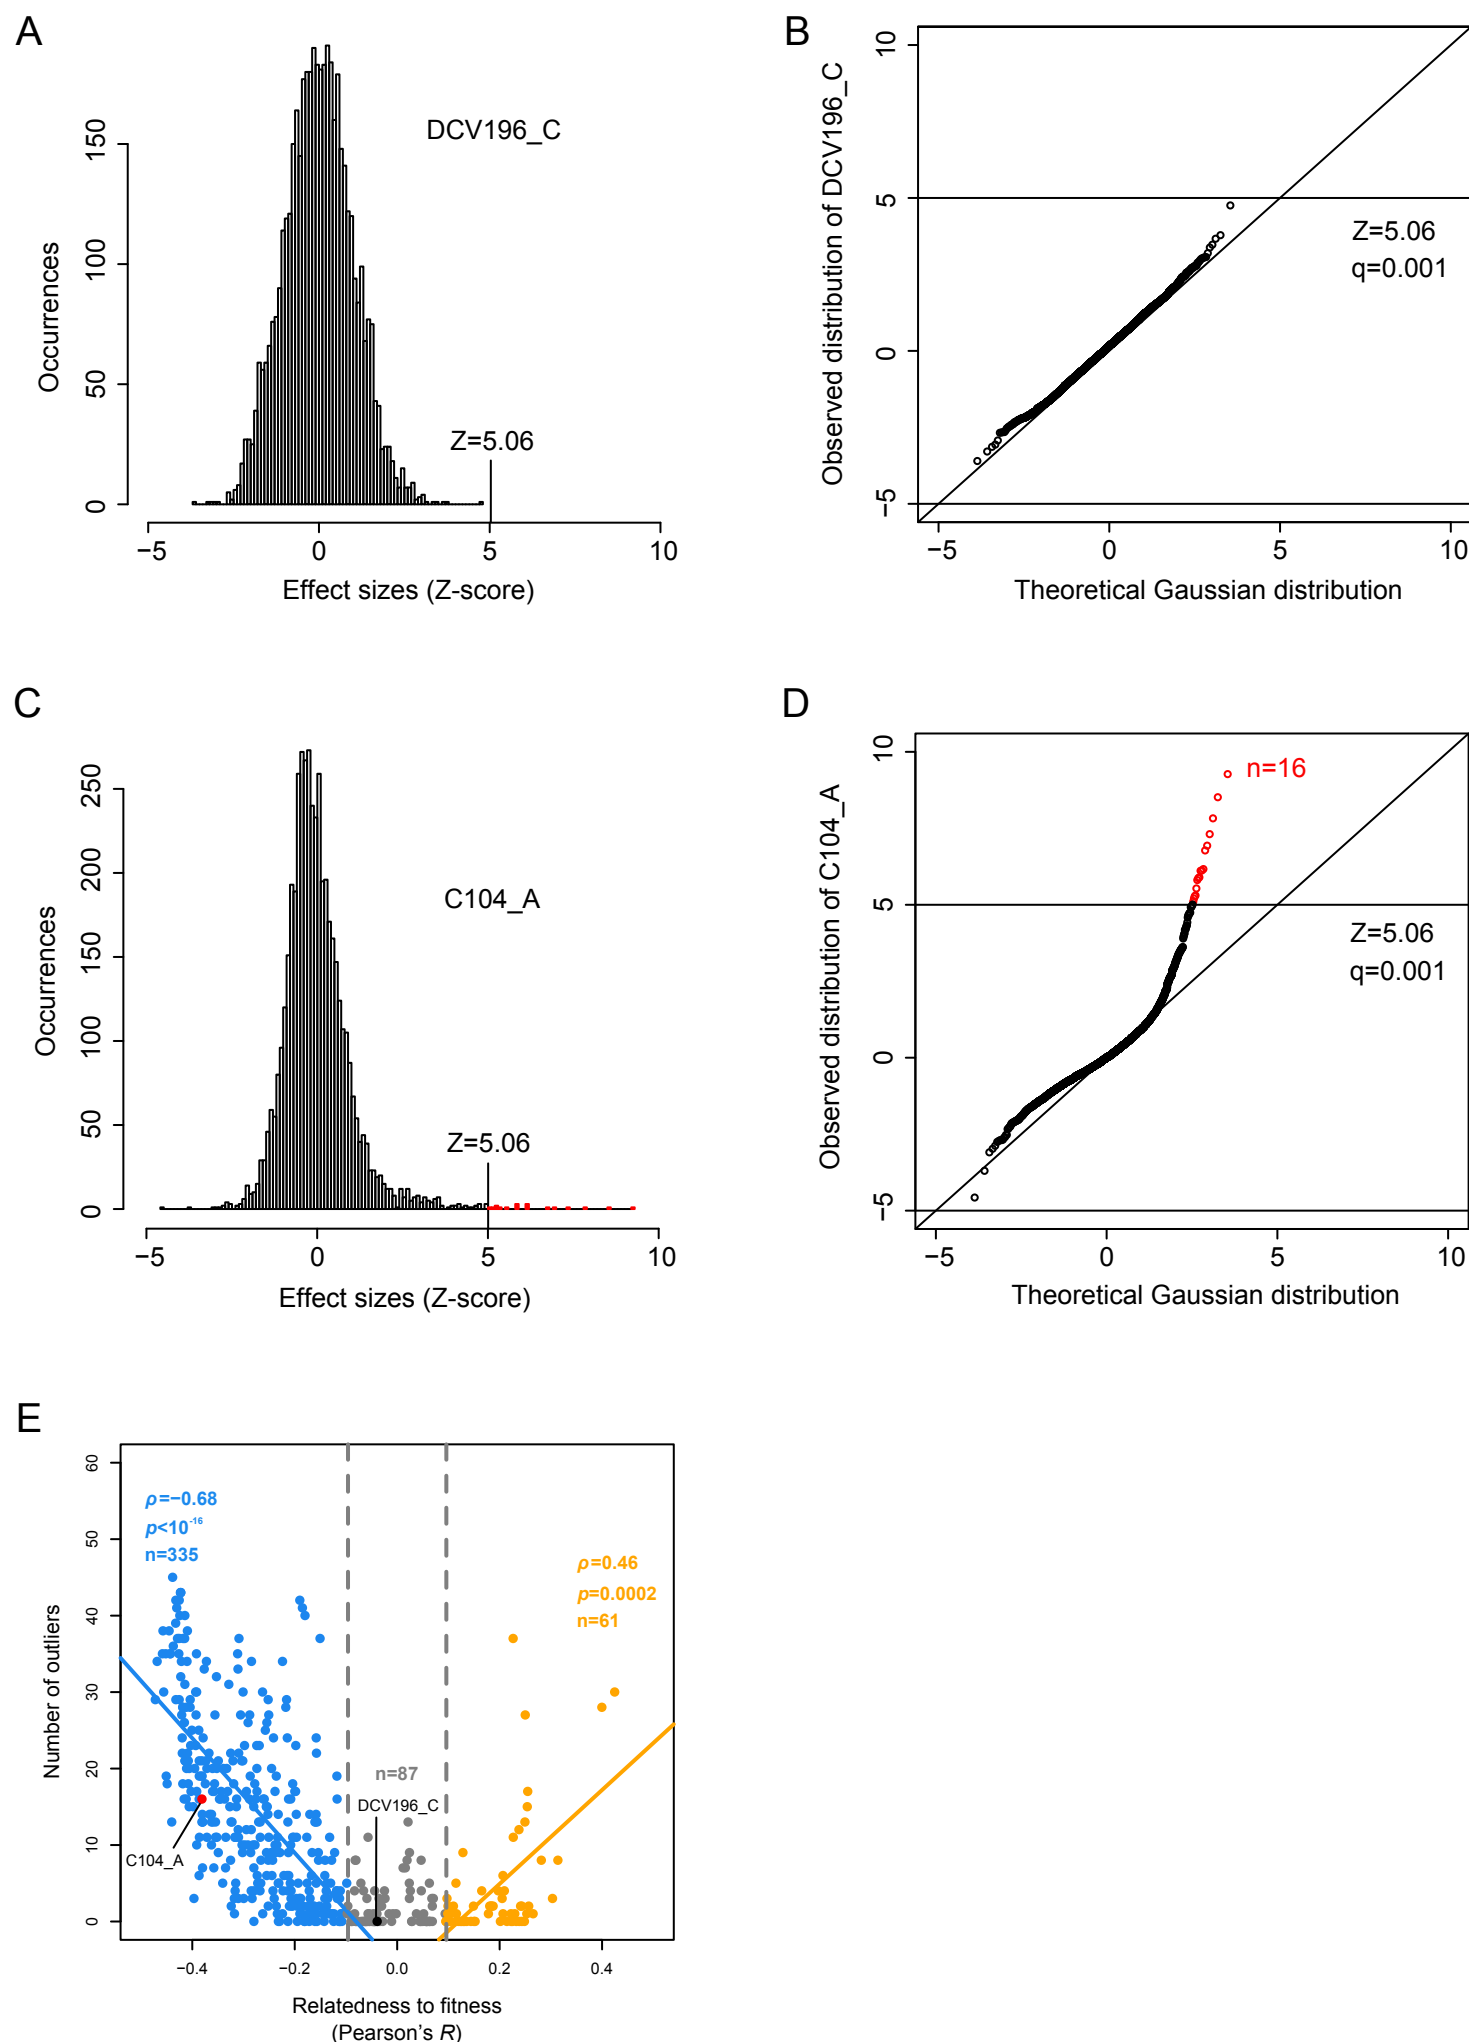 A
DCV196_C
Occurrences
0
50
100
150
Z=5.06
−5
0
5
10
Effect sizes (Z-score)
B
Observed distribution of DCV196_C
−5
0
5
10
Z=5.06
q=0.001
−5
0
5
10
Theoretical Gaussian distribution
C
C104_A
Occurrences
0
50
100
150
200
250
Z=5.06
−5
0
5
10
Effect sizes (Z-score)
D
Observed distribution of C104_A
−5
0
5
10
n=16
Z=5.06
q=0.001
−5
0
5
10
Theoretical Gaussian distribution
E
Number of outliers
0
10
20
30
40
50
60
ρ=−0.68
p<10-16
n=335
ρ=0.46
p=0.0002
n=61
n=87
DCV196_C
C104_A
−0.4
−0.2
0.0
0.2
0.4
Relatedness to fitness
(Pearson's R)